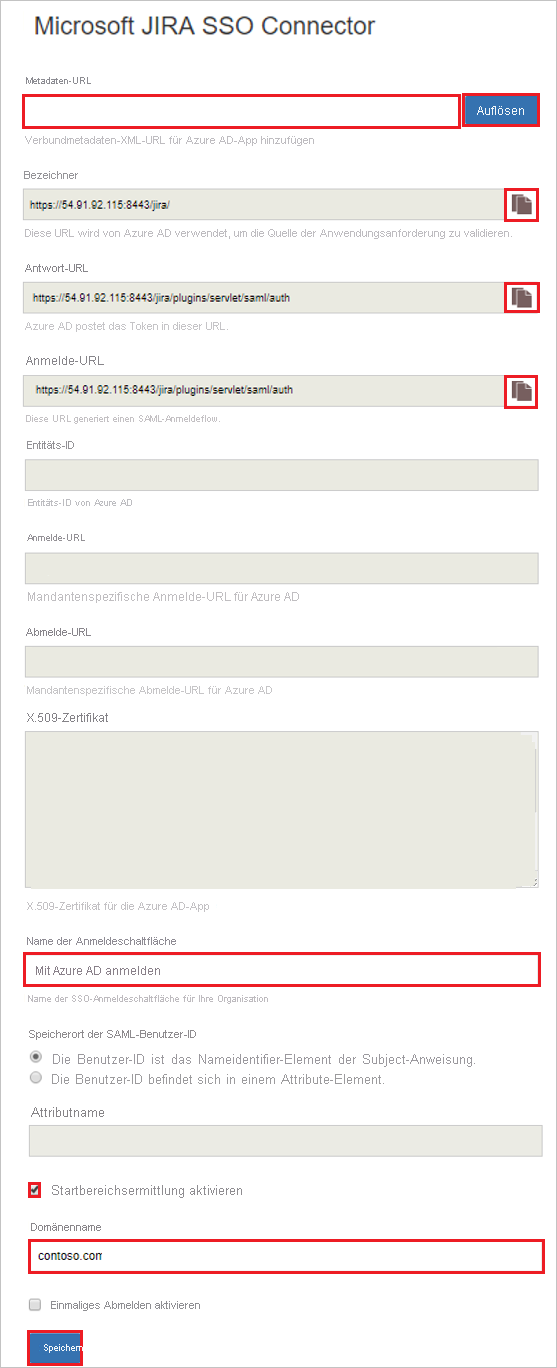 Microsoft JIRA SSO Connector
Metadaten-URL
Auflösen
Verbundmetadaten-XML-URL für Azure AD-App hinzufügen
Bezeichner
https://54.91.92.115:8443/jira/
Diese URL wird von Azure AD verwendet, um die Quelle der Anwendungsanforderung zu validieren.
Antwort-URL
https://54.91.92.115:8443/jira/plugins/servlet/saml/auth
Azure AD postet das Token in dieser URL.
Anmelde-URL
https://54.91.92.115:8443/jira/plugins/servlet/saml/auth
Diese URL generiert einen SAML-Anmeldeflow.
Entitäts-ID
Entitäts-ID von Azure AD
Anmelde-URL
Mandantenspezifische Anmelde-URL für Azure AD
Abmelde-URL
Mandantenspezifische Abmelde-URL für Azure AD
X.509-Zertifikat
X.509-Zertifikat für die Azure AD-App
Name der Anmeldeschaltfläche
Mit Azure AD anmelden
Name der SSO-Anmeldeschaltfläche für Ihre Organisation
Speicherort der SAML-Benutzer-ID
Die Benutzer-ID ist das Nameidentifier-Element der Subject-Anweisung.
Die Benutzer-ID befindet sich in einem Attribute-Element.
Attributname
Startbereichsermittlung aktivieren
Domänenname
contoso.com
Einmaliges Abmelden aktivieren
Speichern